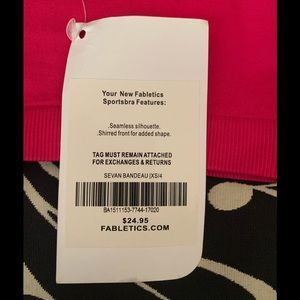 Your New Fabletics
Sportsbra Features:
.Seamless silhouette.
.Shirred front for added shape.
TAG MUST REMAIN ATTACHED
FOR EXCHANGES & RETURNS
SEVAN BANDEAU |XS/4
BA1511153-7744-17020
$24.95
FABLETICS.COM